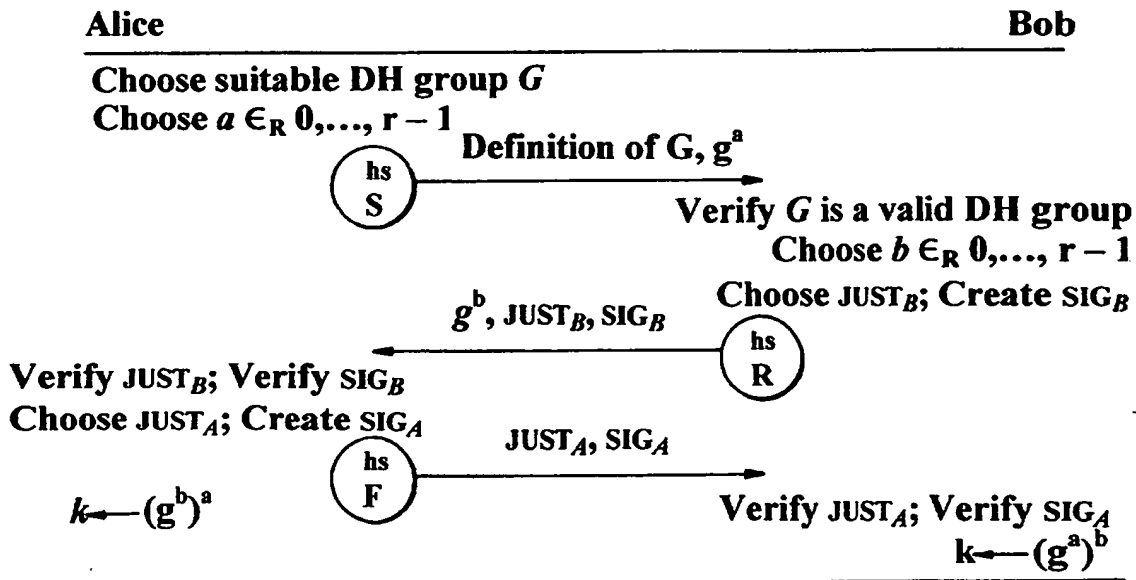 Alice Bob
Choose suitable DH group G
Choose a ∈R 0,..., r – 1
Definition of G, g^a
hs
S
Verify G is a valid DH group
Choose b ∈R 0,..., r – 1
Choose JUST_B; Create SIG_B
g^b, JUST_B, SIG_B
hs
R
Verify JUST_B; Verify SIG_B
Choose JUST_A; Create SIG_A
JUST_A, SIG_A
hs
F
k ← (g^b)^a
Verify JUST_A; Verify SIG_A
k ← (g^a)^b